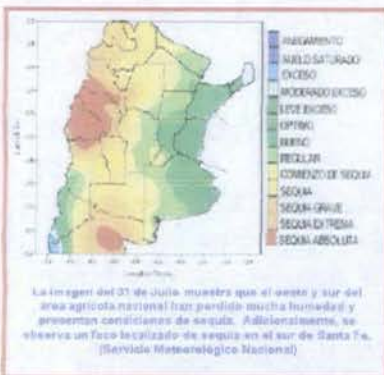 ANEGAMIENTO
SUELO SATURADO
EXCESO
MODERADO EXCESO
LEVE EXCESO
OPTIMO
BUENO
REGULAR
COMIENZO DE SEQUIA
SEQUIA
SEQUIA GRAVE
SEQUIA EXTREMA
SEQUIA ABSOLUTA
La imagen del 31 de Julio muestra que el oeste y sur del
área agrícola nacional han perdido mucha humedad y
presentan condiciones de sequía. Adicionalmente, se
observa un foco localizado de sequía en el sur de Santa Fe.
(Servicio Meteorológico Nacional)